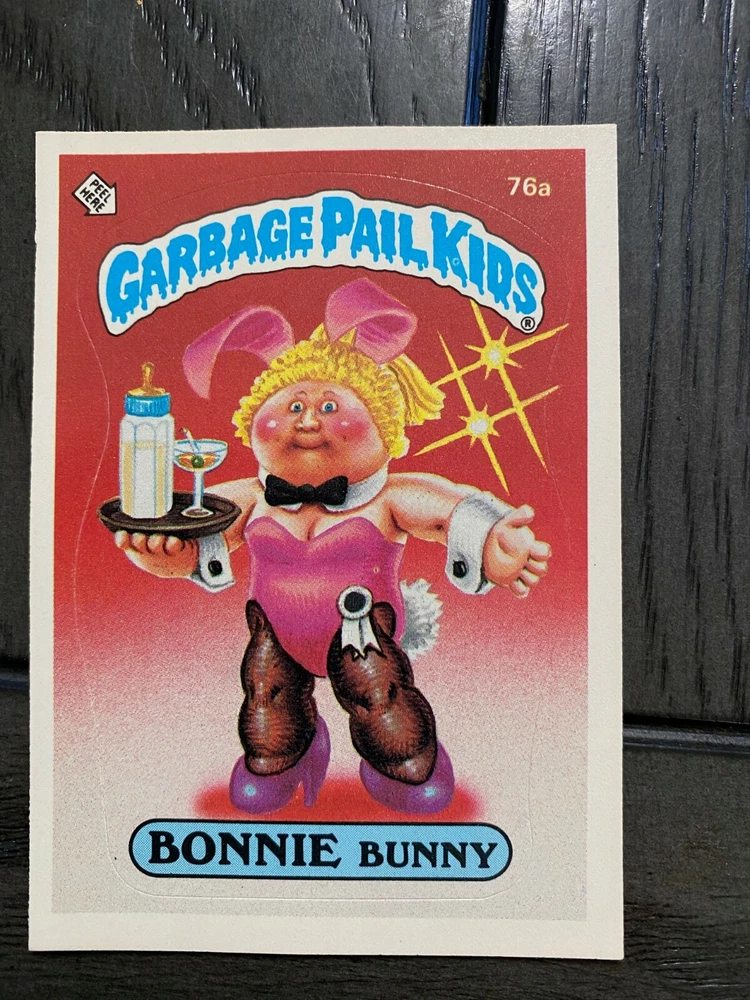 PEEL
HERE
76a
GARBAGE PAIL KIDS
®
BONNIE BUNNY